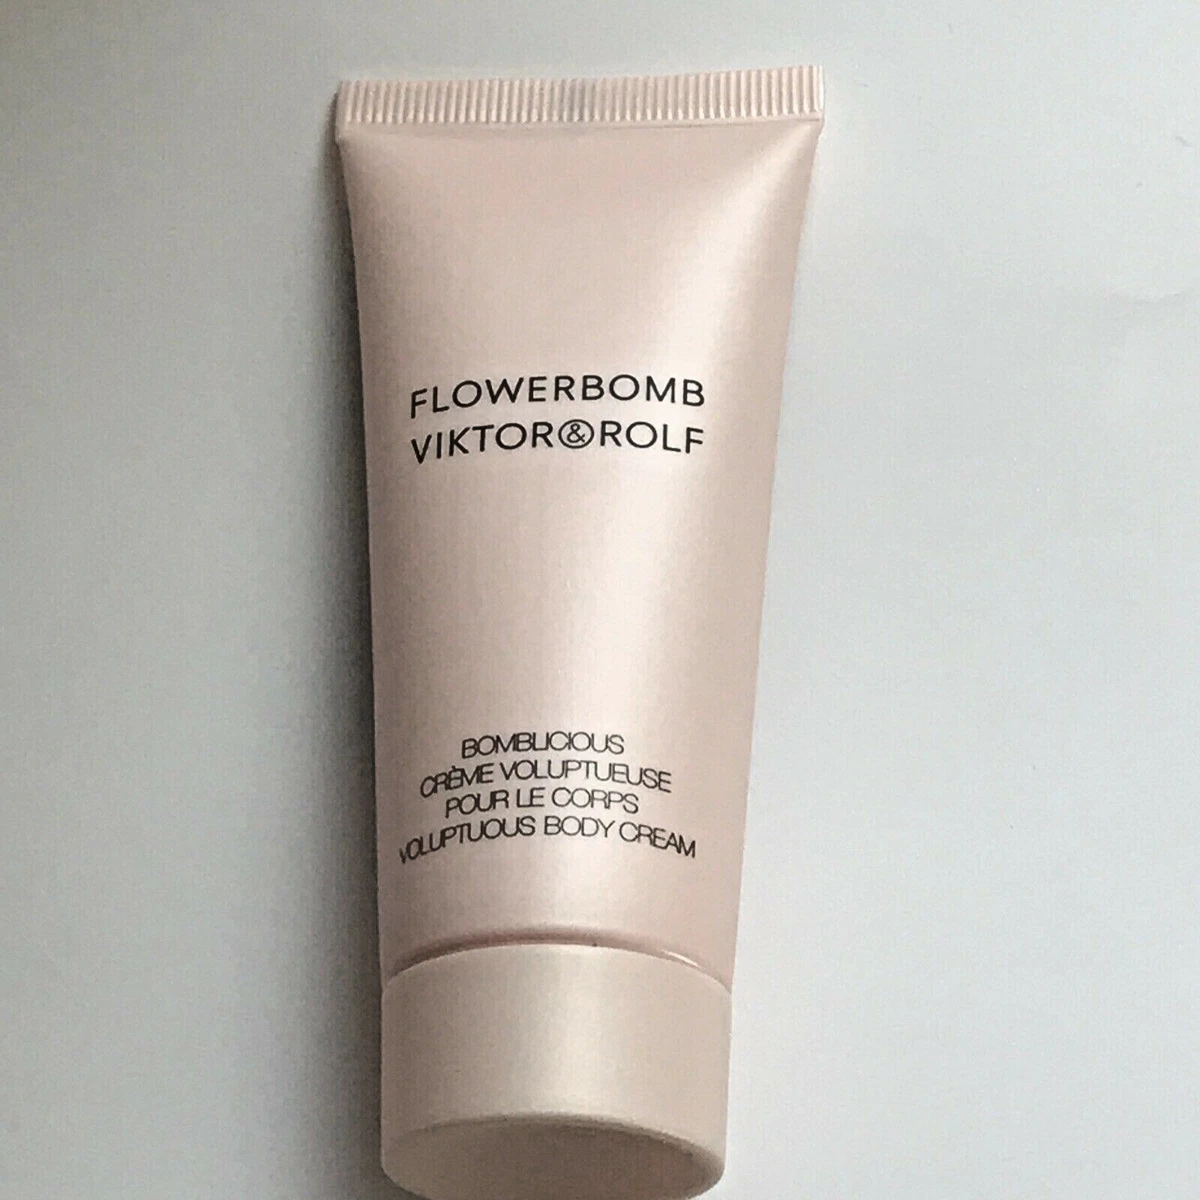 FLOWERBOMB
VIKTOR&ROLF
BOMBLICIOUS
CRÈME VOLUPTUEUSE
POUR LE CORPS
VOLUPTUOUS BODY CREAM